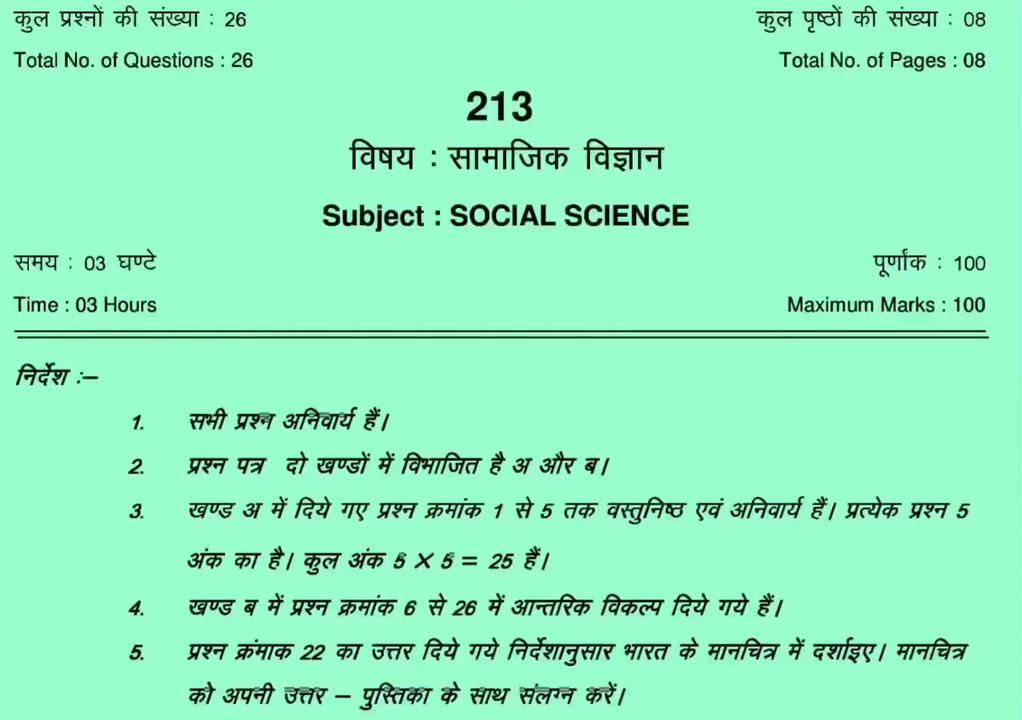 कुल प्रश्नों की संख्या : 26
कुल पृष्ठों की संख्या : 08
Total No. of Questions : 26
Total No. of Pages : 08
213
विषय : सामाजिक विज्ञान
Subject : SOCIAL SCIENCE
समय : 03 घण्टे
पूर्णांक : 100
Time : 03 Hours
Maximum Marks : 100
निर्देश :–
1. सभी प्रश्न अनिवार्य हैं।
2. प्रश्न पत्र दो खण्डों में विभाजित है अ और ब।
3. खण्ड अ में दिये गए प्रश्न क्रमांक 1 से 5 तक वस्तुनिष्ठ एवं अनिवार्य हैं। प्रत्येक प्रश्न 5
अंक का है। कुल अंक 5 X 5 = 25 हैं।
4. खण्ड ब में प्रश्न क्रमांक 6 से 26 में आन्तरिक विकल्प दिये गये हैं।
5. प्रश्न क्रंमाक 22 का उत्तर दिये गये निर्देशानुसार भारत के मानचित्र में दर्शाइए। मानचित्र
को अपनी उत्तर – पुस्तिका के साथ संलग्न करें।